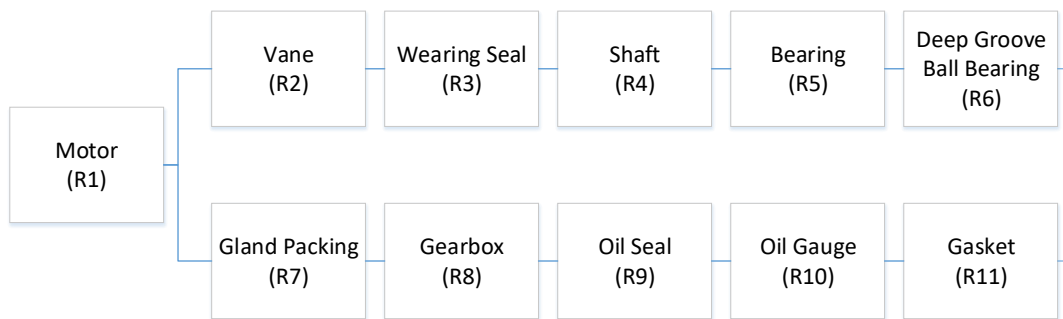 Vane
(R2)
Wearing Seal
(R3)
Shaft
(R4)
Bearing
(R5)
Deep Groove
Ball Bearing
(R6)
Motor
(R1)
Gland Packing
(R7)
Gearbox
(R8)
Oil Seal
(R9)
Oil Gauge
(R10)
Gasket
(R11)